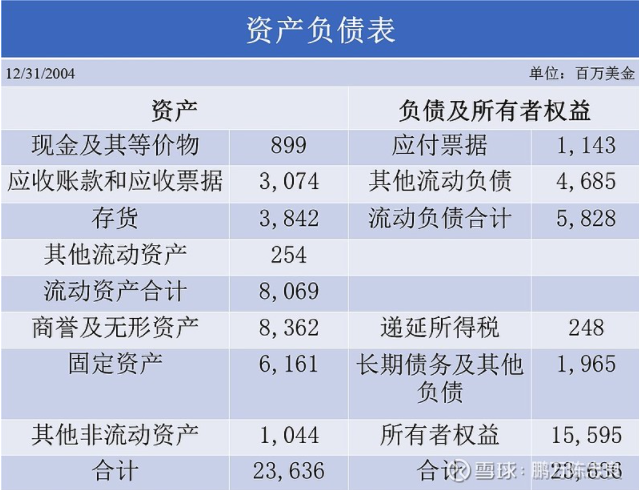 资产负债表
12/31/2004 单位：百万美金
资产 负债及所有者权益
现金及其等价物 899 应付票据 1,143
应收账款和应收票据 3,074 其他流动负债 4,685
存货 3,842 流动负债合计 5,828
其他流动资产 254
流动资产合计 8,069
商誉及无形资产 8,362 递延所得税 248
固定资产 6,161 长期债务及其他
负债 1,965
其他非流动资产 1,044 所有者权益 15,595
合计 23,636 合计 23,636
雪球：